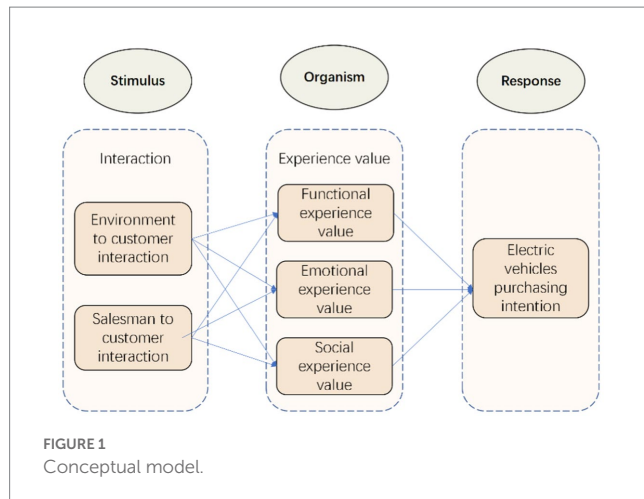 Stimulus
Organism
Response
Interaction
Experience value
Environment
to customer
interaction
Salesman to
customer
interaction
Functional
experience
value
Emotional
experience
value
Social
experience
value
Electric
vehicles
purchasing
intention
FIGURE 1
Conceptual model.